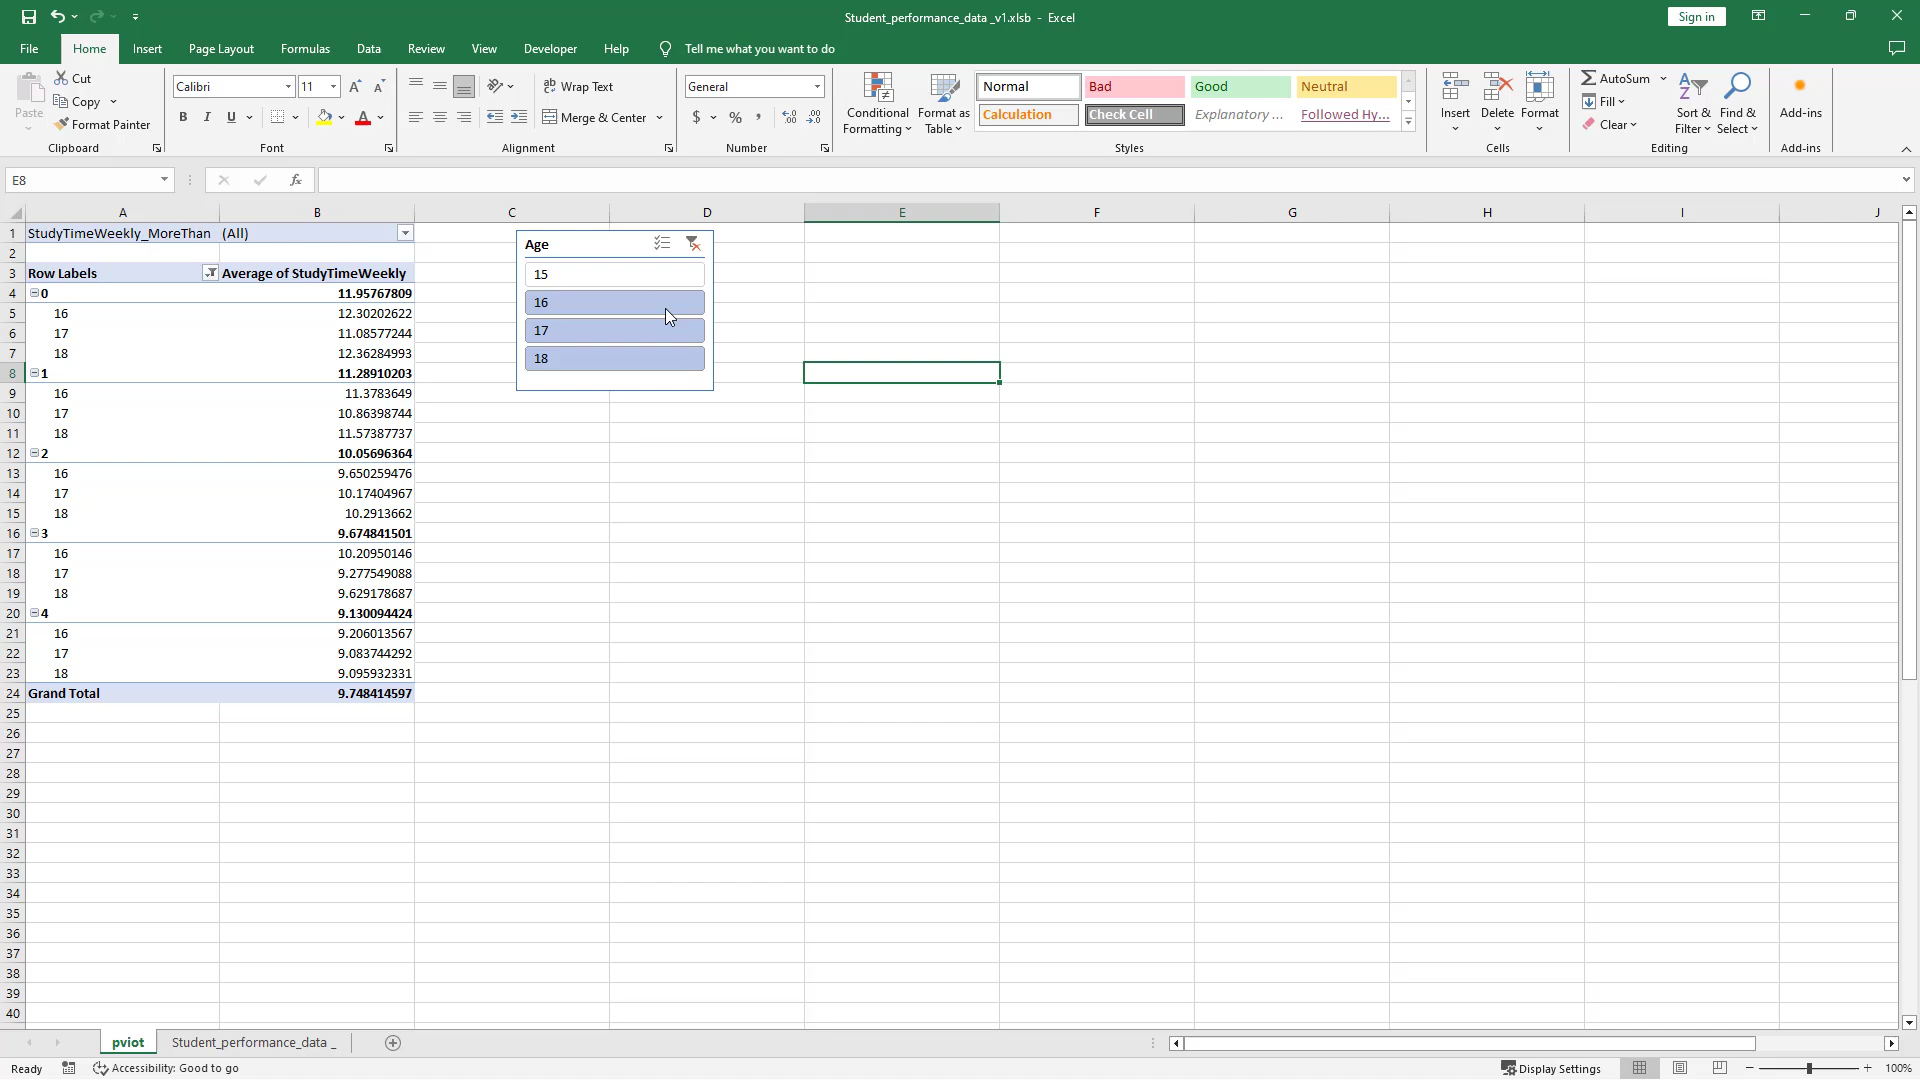 Student_performance_data _v1.xlsb - Excel
Sign in
File Home Insert Page Layout Formulas Data Review View Developer Help Tell me what you want to do
Paste
Cut
Copy
Format Painter
Clipboard
Calibri 11
B I U
Font
Wrap Text
Merge & Center
Alignment
General
$ % ,
Number
Conditional Formatting
Format as Table
Normal Bad Good Neutral
Calculation Check Cell Explanatory ... Followed Hy...
Styles
Insert Delete Format
Cells
AutoSum
Fill
Clear
Sort & Filter
Find & Select
Editing
Add-ins
Add-ins
E8 fx
A B C D E F G H I J
1 StudyTimeWeekly_MoreThan (All)
2
3 Row Labels Average of StudyTimeWeekly
4 0 11.95767809
5 16 12.30202622
6 17 11.08577244
7 18 12.36284993
8 1 11.28910203
9 16 11.3783649
10 17 10.86398744
11 18 11.57387737
12 2 10.05696364
13 16 9.650259476
14 17 10.17404967
15 18 10.2913662
16 3 9.674841501
17 16 10.20950146
18 17 9.277549088
19 18 9.629178687
20 4 9.130094424
21 16 9.206013567
22 17 9.083744292
23 18 9.095932331
24 Grand Total 9.748414597
25
26
27
28
29
30
31
32
33
34
35
36
37
38
39
40
Age
15
16
17
18
pviot Student_performance_data _
Ready Accessibility: Good to go Display Settings 100%